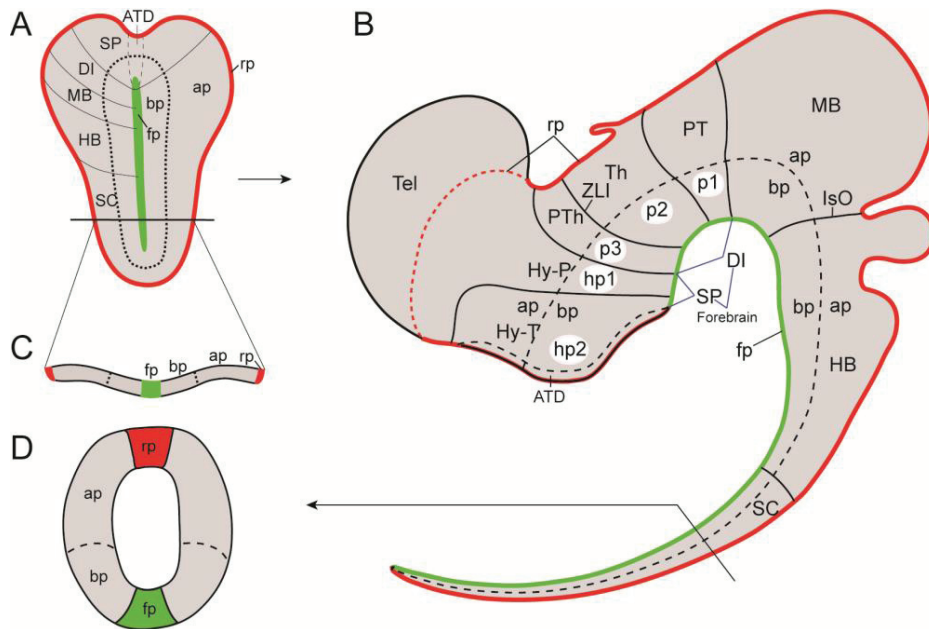 A
ATD
SP
DI
MB
HB
SC
rp
ap
bp
fp
B
Tel
rp
Th
ZLI
PTh
PT
MB
ap
bp
IsO
p1
p2
p3
hp1
Hy-P
ap
bp
Hy-T
hp2
ATD
DI
SP
Forebrain
fp
bp
ap
HB
SC
C
fp
bp
ap
rp
D
rp
ap
bp
fp